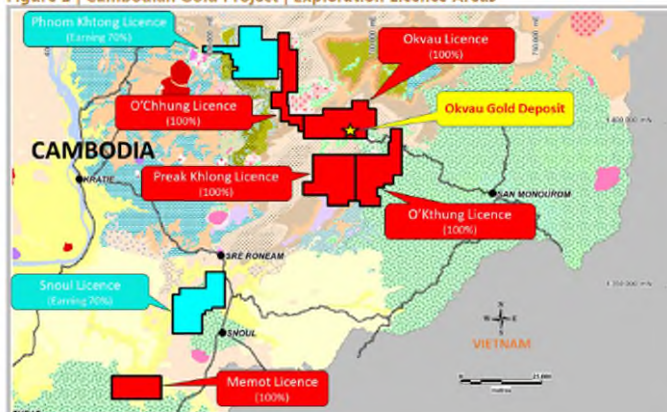 Figure B | Cambodian Gold Project | Exploration Licence Areas
Phnom Khtong Licence
(Earning 70%)
Okvau Licence
(100%)
O'Chhung Licence
(100%)
Okvau Gold Deposit
CAMBODIA
KRATIE
Preak Khlong Licence
(100%)
SAN MONOUROM
O'Kthung Licence
(100%)
SRE RONEAM
Snoul Licence
(Earning 70%)
SNOUL
N
W
E
S
VIETNAM
Memot Licence
(100%)